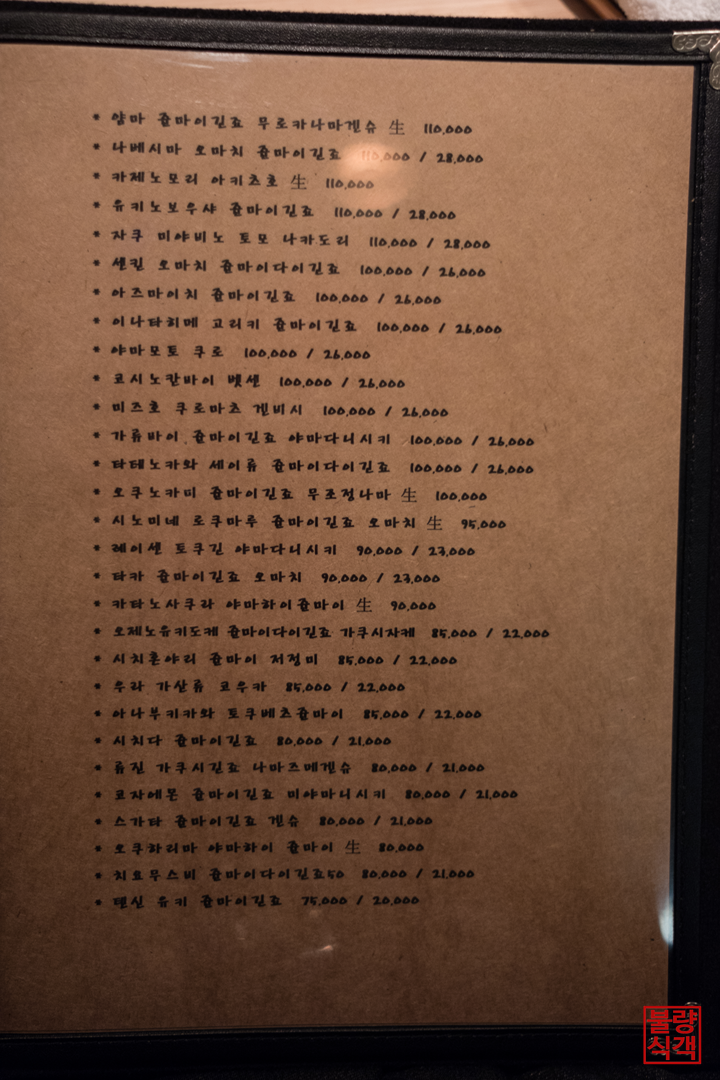 * 얌마 쥰마이긴죠 무로카나마겐슈 生 110,000
* 나베시마 오마치 쥰마이긴죠 110,000 / 28,000
* 카제노모리 아키츠호 生 110,000
* 유키노보우샤 쥰마이긴죠 110,000 / 28,000
* 자쿠 미야비노 토모 나카도리 110,000 / 28,000
* 센킨 오마치 쥰마이다이긴죠 100,000 / 26,000
* 아즈마이치 쥰마이긴죠 100,000 / 26,000
* 이나타히메 고리키 쥰마이긴죠 100,000 / 26,000
* 야마모토 쿠로 100,000 / 26,000
* 코시노칸바이 벳센 100,000 / 26,000
* 미즈호 쿠로마츠 켄비시 100,000 / 26,000
* 가류바이 쥰마이긴죠 야마다니시키 100,000 / 26,000
* 타테노카와 세이류 쥰마이다이긴죠 100,000 / 26,000
* 오쿠노카미 쥰마이긴죠 무조정나마 生 100,000
* 시노미네 로쿠마루 쥰마이긴죠 오마치 生 95,000
* 레이센 토쿠긴 야마다니시키 90,000 / 23,000
* 타카 쥰마이긴죠 오마치 90,000 / 23,000
* 카타노사쿠라 야마하이쥰마이 生 90,000
* 오제노유키도케 쥰마이다이긴죠 가쿠시자케 85,000 / 22,000
* 시치혼야리 쥰마이 저정미 85,000 / 22,000
* 우라 가산류 코우카 85,000 / 22,000
* 아나부키카와 토쿠베츠쥰마이 85,000 / 22,000
* 시치다 쥰마이긴죠 80,000 / 21,000
* 류진 가쿠시긴죠 나마즈메겐슈 80,000 / 21,000
* 코자에몬 쥰마이긴죠 미야마니시키 80,000 / 21,000
* 스가타 쥰마이긴죠 겐슈 80,000 / 21,000
* 오쿠하리마 야마하이 쥰마이 生 80,000
* 치요무스비 쥰마이다이긴죠50 80,000 / 21,000
* 텐신 유키 쥰마이긴죠 75,000 / 20,000
불량
식객